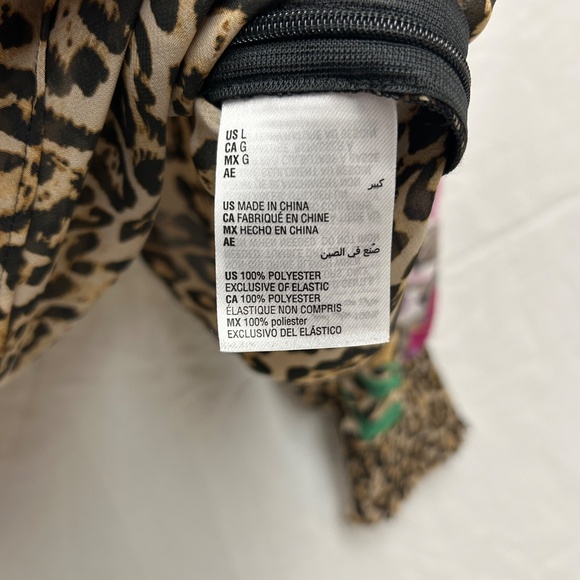 US L
CA G
MX G
AE
كبير
US MADE IN CHINA
CA FABRIQUÉ EN CHINE
MX HECHO EN CHINA
AE
صنع في الصين
US 100% POLYESTER
EXCLUSIVE OF ELASTIC
CA 100% POLYESTER
ÉLASTIQUE NON COMPRIS
MX 100% poliester
EXCLUSIVO DEL ELÁSTICO